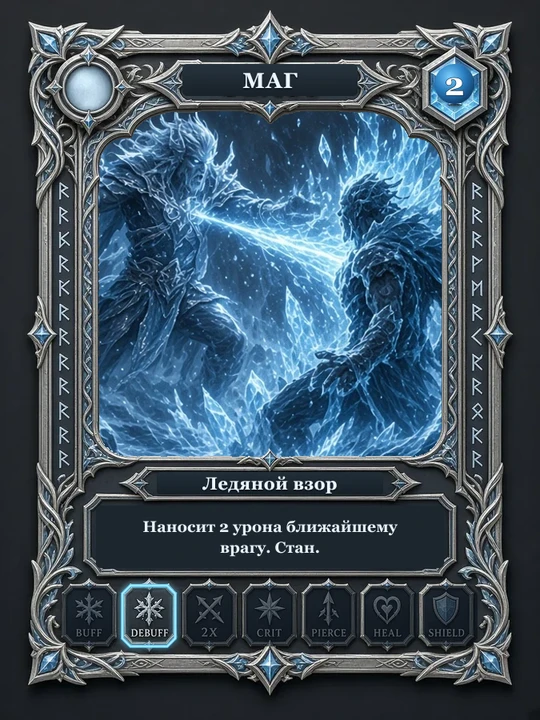 МАГ
2
Ледяной взор
Наносит 2 урона ближайшему
врагу. Стан.
BUFF
DEBUFF
2X
CRIT
PIERCE
HEAL
SHIELD